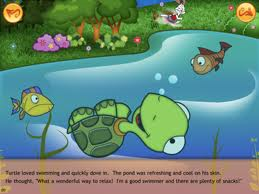 Turtle loved swimming and quickly dove in. The pond was refreshing and cool on his skin.
He thought, "What a wonderful way to relax! I'm a good swimmer and there are plenty of snacks!"